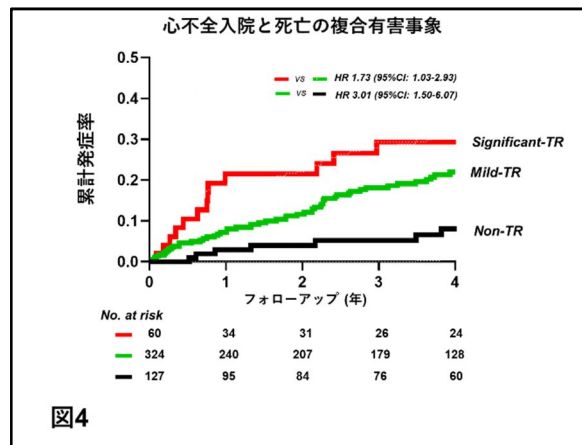 心不全入院と死亡の複合有害事象
vs HR 1.73 (95%CI: 1.03-2.93)
vs HR 3.01 (95%CI: 1.50-6.07)
累計発症率
0.5
0.4
0.3
0.2
0.1
0.0
Significant-TR
Mild-TR
Non-TR
0 1 2 3 4
フォローアップ (年)
No. at risk
60 34 31 26 24
324 240 207 179 128
127 95 84 76 60
図4